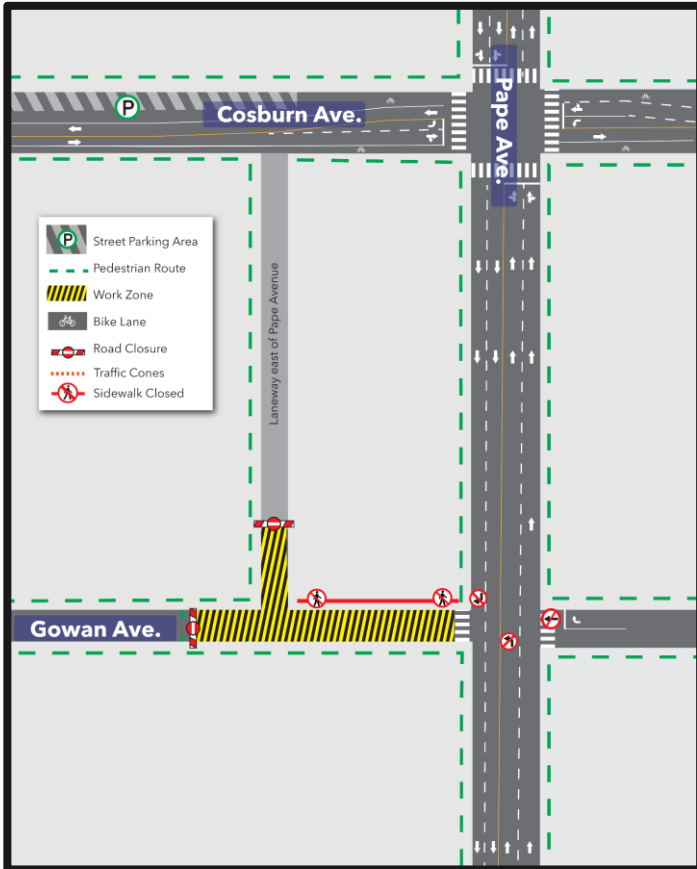 Pape Ave.
P
Cosburn Ave.
P
Street Parking Area
Pedestrian Route
Work Zone
Bike Lane
Road Closure
Traffic Cones
Sidewalk Closed
Laneway east of Pape Avenue
Gowan Ave.